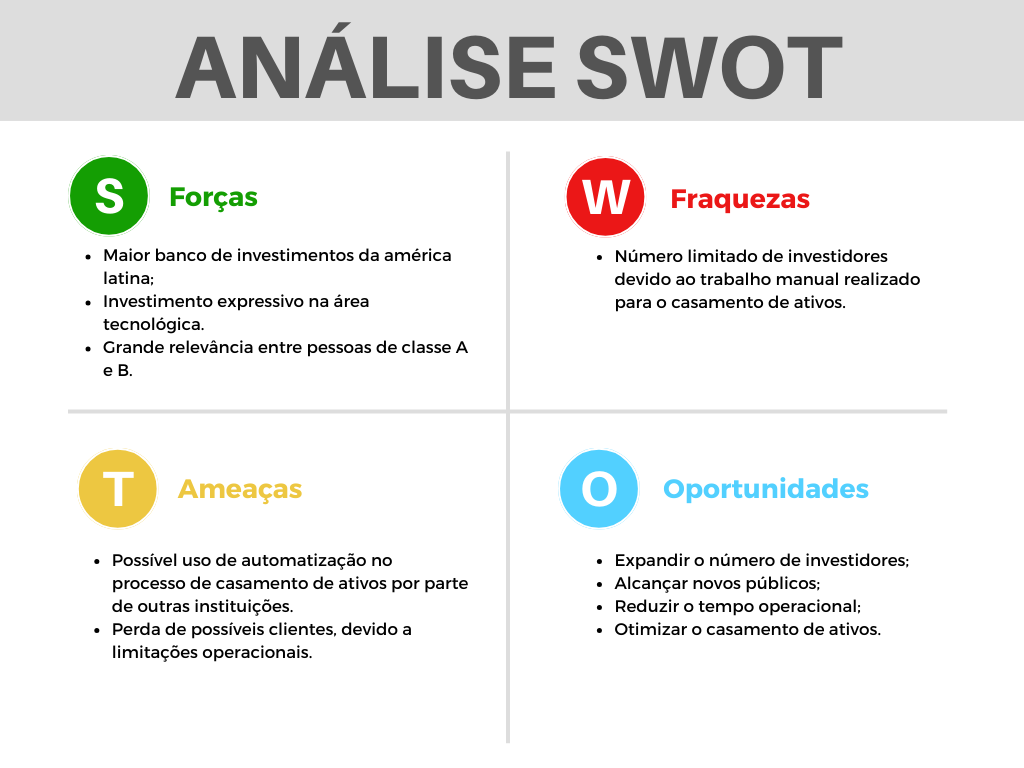 ANÁLISE SWOT
S
Forças
• Maior banco de investimentos da américa
latina;
• Investimento expressivo na área
tecnológica.
• Grande relevância entre pessoas de classe A
e B.
W
Fraquezas
• Número limitado de investidores
devido ao trabalho manual realizado
para o casamento de ativos.
T
Ameaças
• Possível uso de automatização no
processo de casamento de ativos por parte
de outras instituições.
• Perda de possíveis clientes, devido a
limitações operacionais.
O
Oportunidades
• Expandir o número de investidores;
• Alcançar novos públicos;
• Reduzir o tempo operacional;
• Otimizar o casamento de ativos.